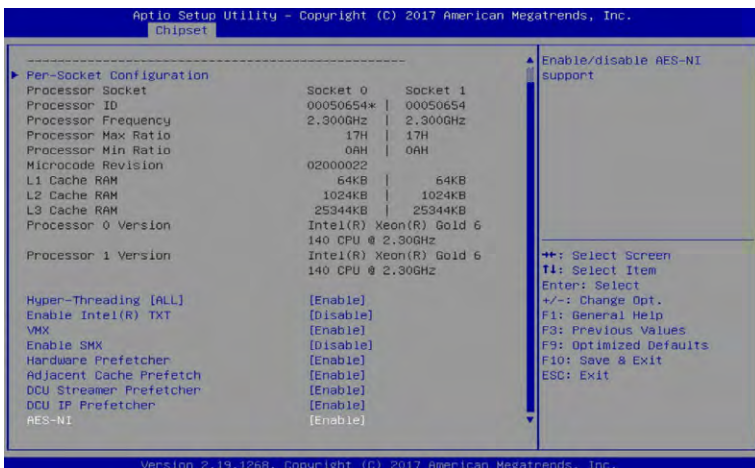 Aptio Setup Utility – Copyright (C) 2017 American Megatrends, Inc.
Chipset
--------------------------------------------------
Per-Socket Configuration
Processor Socket Socket 0 Socket 1
Processor ID 00050654* | 00050654
Processor Frequency 2.300GHz | 2.300GHz
Processor Max Ratio 17H | 17H
Processor Min Ratio 0AH | 0AH
Microcode Revision 02000022
L1 Cache RAM 64KB | 64KB
L2 Cache RAM 1024KB | 1024KB
L3 Cache RAM 25344KB | 25344KB
Processor 0 Version Intel(R) Xeon(R) Gold 6
140 CPU @ 2.30GHz
Processor 1 Version Intel(R) Xeon(R) Gold 6
140 CPU @ 2.30GHz
Hyper-Threading [ALL] [Enable]
Enable Intel(R) TXT [Disable]
VMX [Enable]
Enable SMX [Disable]
Hardware Prefetcher [Enable]
Adjacent Cache Prefetch [Enable]
DCU Streamer Prefetcher [Enable]
DCU IP Prefetcher [Enable]
AES-NI [Enable]
Enable/disable AES-NI
support
: Select Screen
↑↓: Select Item
Enter: Select
+/-: Change Opt.
F1: General Help
F3: Previous Values
F9: Optimized Defaults
F10: Save & Exit
ESC: Exit
Version 2.19.1268. Copyright (C) 2017 American Megatrends, Inc.